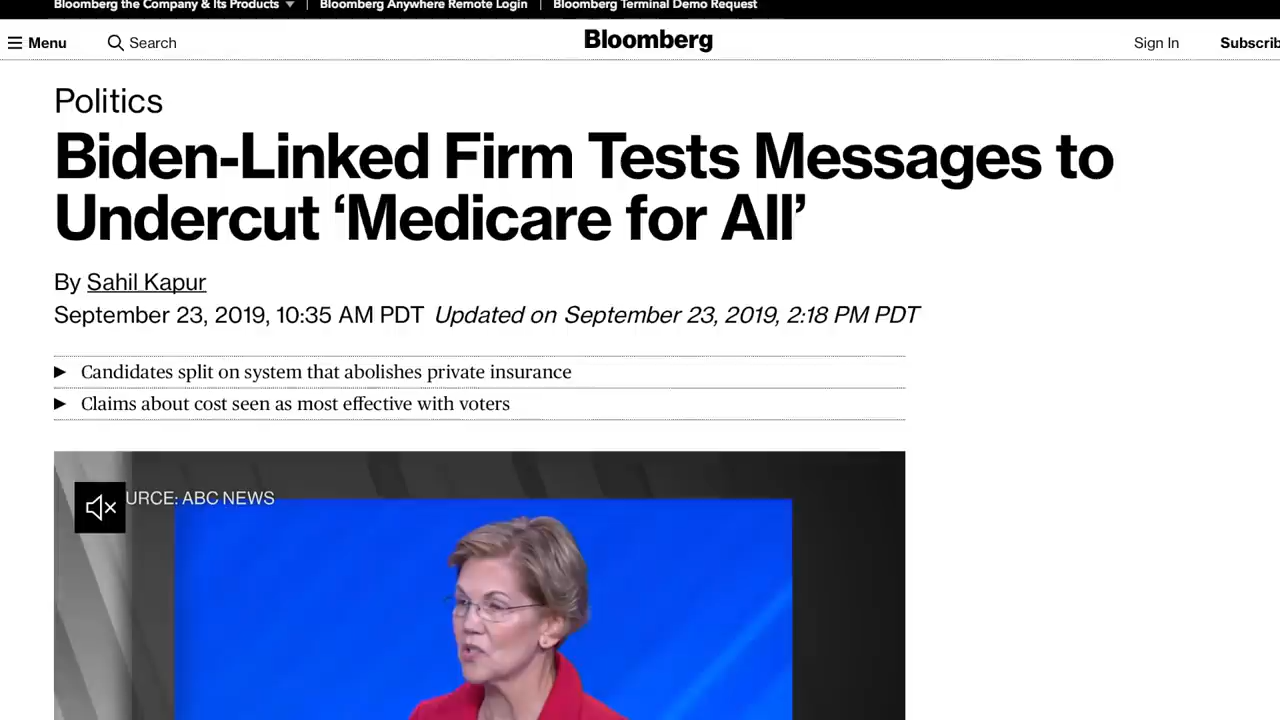 Bloomberg the Company & Its Products Bloomberg Anywhere Remote Login Bloomberg Terminal Demo Request
Menu Search Bloomberg Sign In Subscrib
Politics
Biden-Linked Firm Tests Messages to
Undercut ‘Medicare for All’
By Sahil Kapur
September 23, 2019, 10:35 AM PDT Updated on September 23, 2019, 2:18 PM PDT
Candidates split on system that abolishes private insurance
Claims about cost seen as most effective with voters
URCE: ABC NEWS